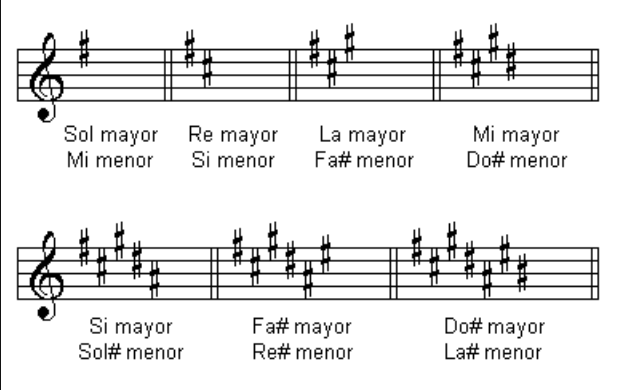 Sol mayor Re mayor La mayor Mi mayor
Mi menor Si menor Fa# menor Do# menor
Si mayor Fa# mayor Do# mayor
Sol# menor Re# menor La# menor